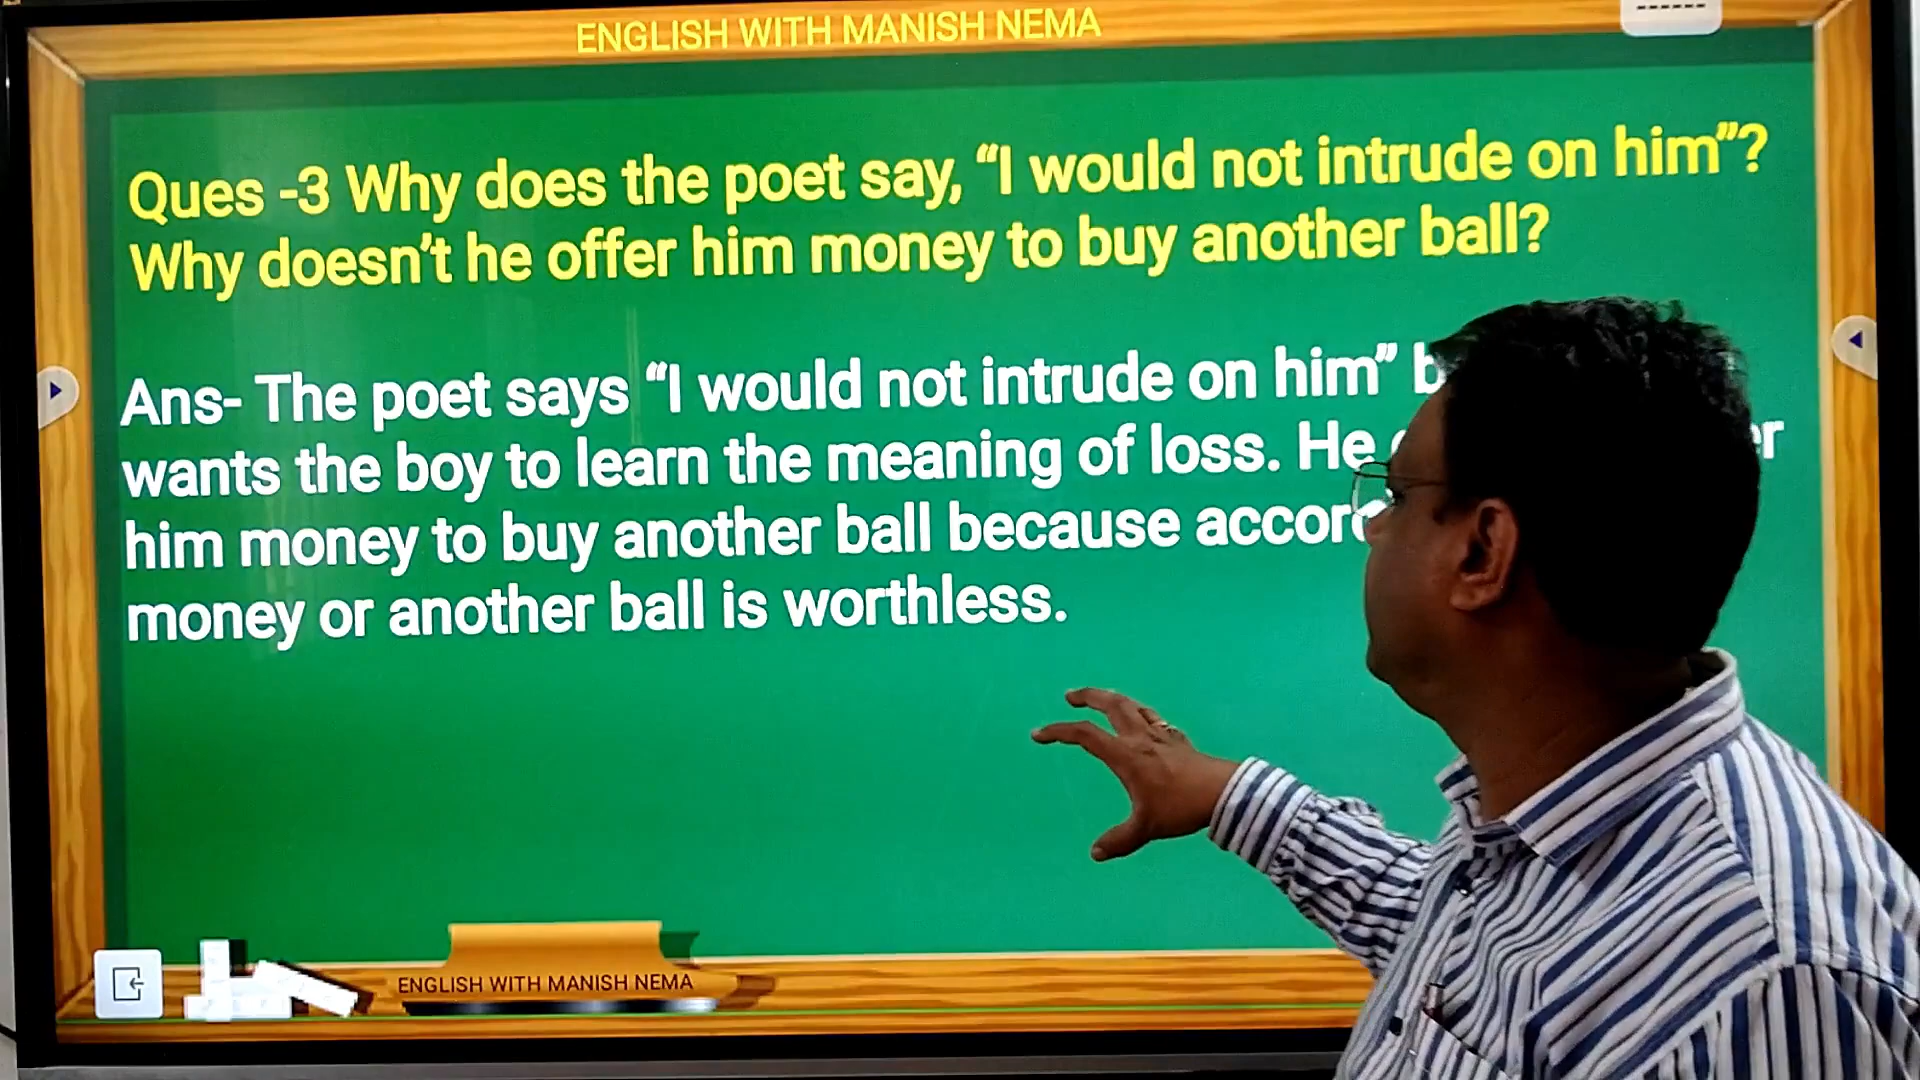 ENGLISH WITH MANISH NEMA
Ques -3 Why does the poet say, “I would not intrude on him”?
Why doesn’t he offer him money to buy another ball?
Ans- The poet says “I would not intrude on him”
wants the boy to learn the meaning of loss. He
him money to buy another ball because
money or another ball is worthless.
ENGLISH WITH MANISH NEMA